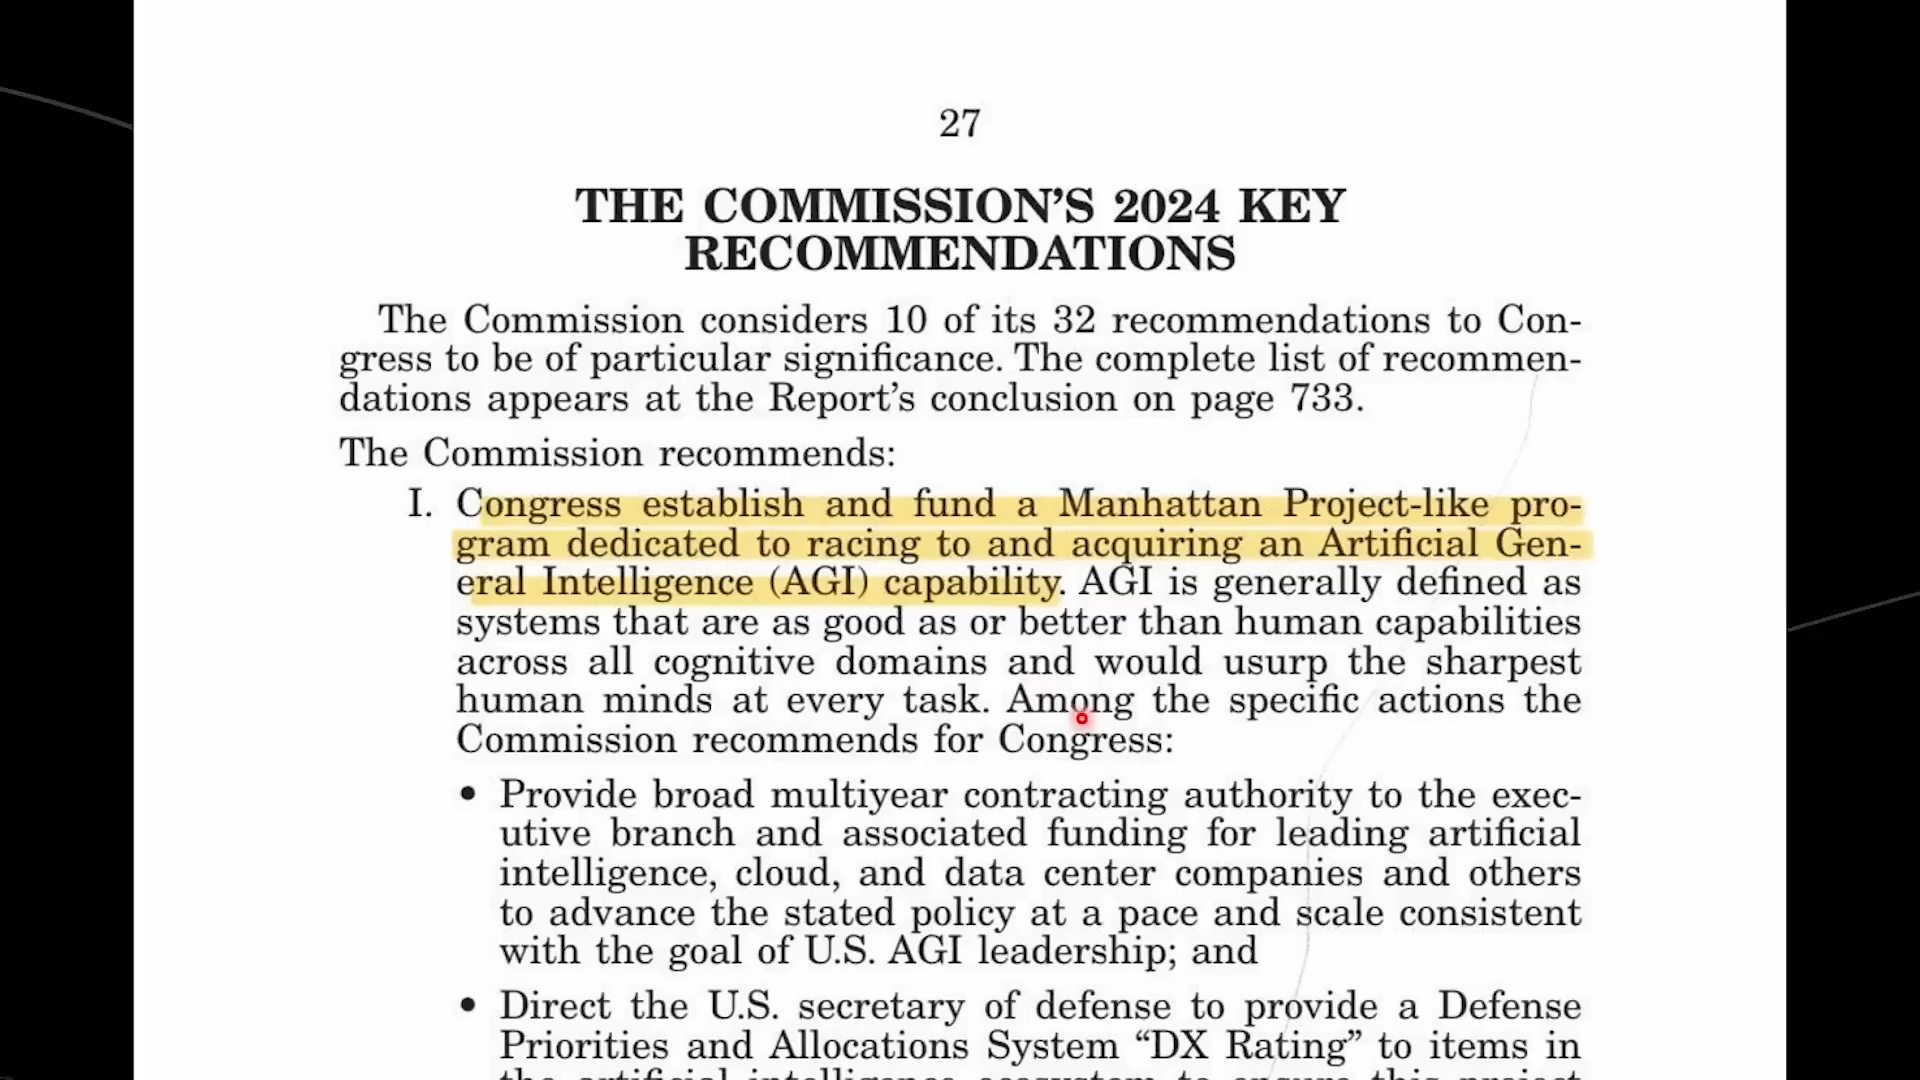 27
THE COMMISSION'S 2024 KEY
RECOMMENDATIONS
The Commission considers 10 of its 32 recommendations to Con-
gress to be of particular significance. The complete list of recommen-
dations appears at the Report's conclusion on page 733.
The Commission recommends:
I. Congress establish and fund a Manhattan Project-like pro-
gram dedicated to racing to and acquiring an Artificial Gen-
eral Intelligence (AGI) capability. AGI is generally defined as
systems that are as good as or better than human capabilities
across all cognitive domains and would usurp the sharpest
human minds at every task. Among the specific actions the
Commission recommends for Congress:
• Provide broad multiyear contracting authority to the exec-
utive branch and associated funding for leading artificial
intelligence, cloud, and data center companies and others
to advance the stated policy at a pace and scale consistent
with the goal of U.S. AGI leadership; and
• Direct the U.S. secretary of defense to provide a Defense
Priorities and Allocations System “DX Rating” to items in
the artificial intelligence ecosystem to ensure this project